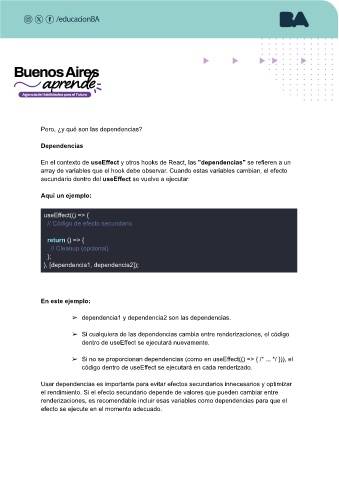 /educacionBA
BA
Buenos Aires
aprende
Agencia de Habilidades para el Futuro
Pero, ¿y qué son las dependencias?
Dependencias
En el contexto de useEffect y otros hooks de React, las "dependencias" se refieren a un
array de variables que el hook debe observar. Cuando estas variables cambian, el efecto
secundario dentro del useEffect se vuelve a ejecutar.
Aquí un ejemplo:
useEffect(() => {
// Código de efecto secundario
return () => {
// Cleanup (opcional)
};
}, [dependencia1, dependencia2]);
En este ejemplo:
➢ dependencia1 y dependencia2 son las dependencias.
➢ Si cualquiera de las dependencias cambia entre renderizaciones, el código
dentro de useEffect se ejecutará nuevamente.
➢ Si no se proporcionan dependencias (como en useEffect(() => { /* ... */ })), el
código dentro de useEffect se ejecutará en cada renderizado.
Usar dependencias es importante para evitar efectos secundarios innecesarios y optimizar
el rendimiento. Si el efecto secundario depende de valores que pueden cambiar entre
renderizaciones, es recomendable incluir esas variables como dependencias para que el
efecto se ejecute en el momento adecuado.